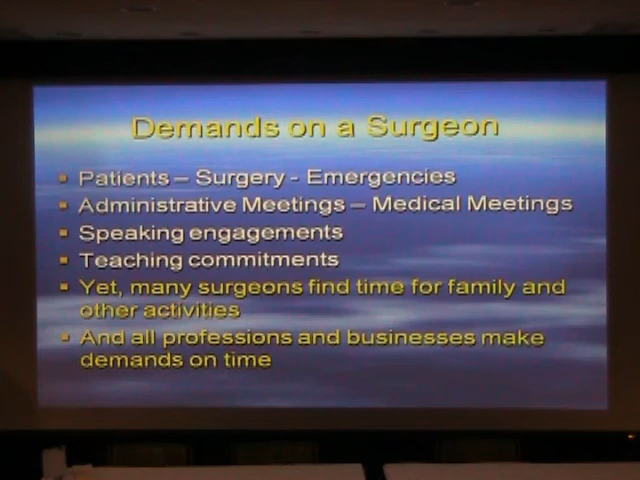 Demands on a Surgeon
▪ Patients – Surgery - Emergencies
▪ Administrative Meetings – Medical Meetings
▪ Speaking engagements
▪ Teaching commitments
▪ Yet, many surgeons find time for family and
other activities
▪ And all professions and businesses make
demands on time